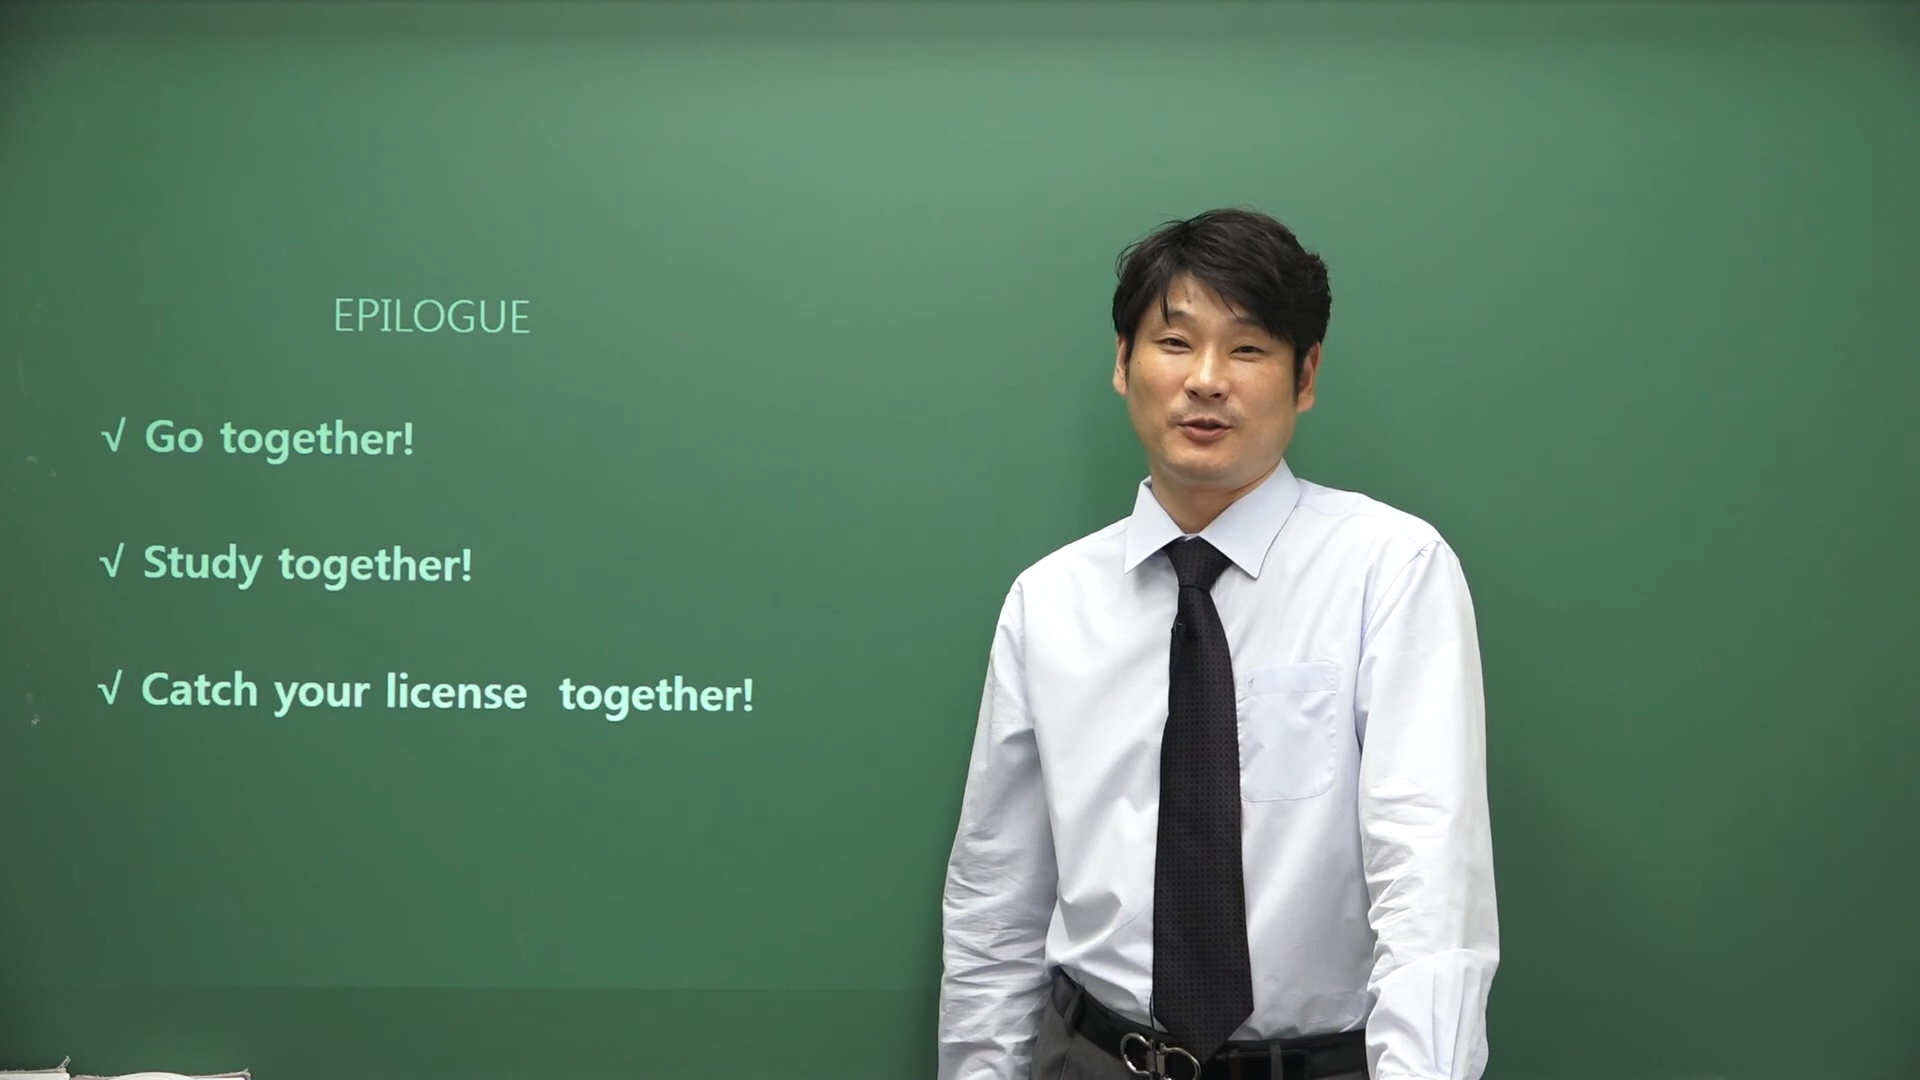 EPILOGUE
√ Go together!
√ Study together!
√ Catch your license together!